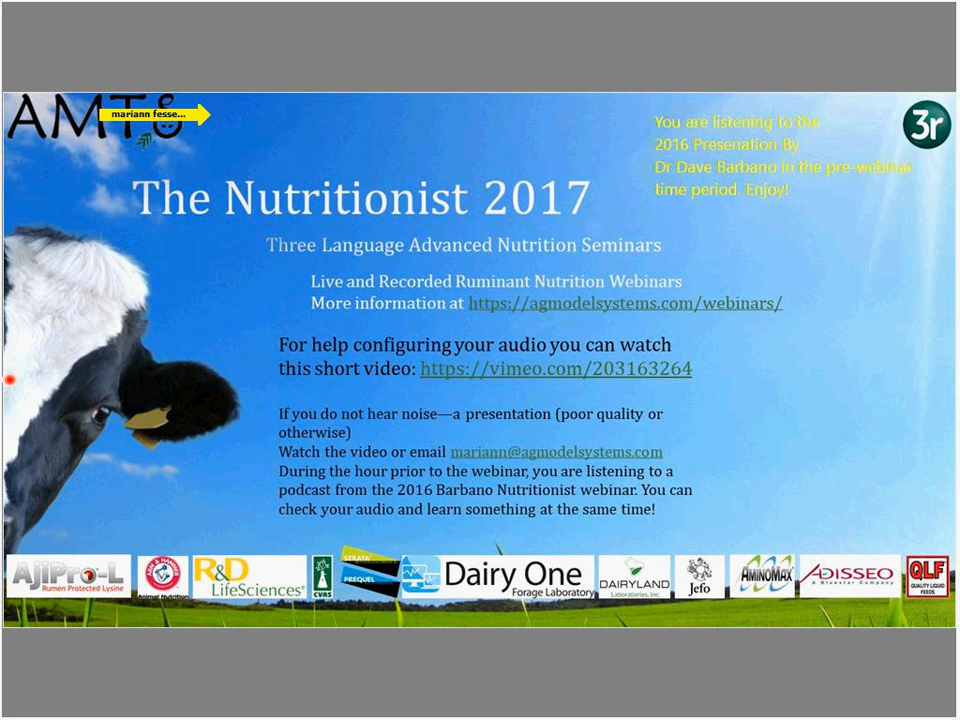 AMTS
mariann fesse...
You are listening to the
2016 Presenation By
Dr Dave Barbano in the pre-webinar
time period. Enjoy!
3r
The Nutritionist 2017
Three Language Advanced Nutrition Seminars
Live and Recorded Ruminant Nutrition Webinars
More information at https://agmodelsystems.com/webinars/
For help configuring your audio you can watch
this short video: https://vimeo.com/203163264
If you do not hear noise—a presentation (poor quality or
otherwise)
Watch the video or email mariann@agmodelsystems.com
During the hour prior to the webinar, you are listening to a
podcast from the 2016 Barbano Nutritionist webinar. You can
check your audio and learn something at the same time!
AjiPro-L
Rumen Protected Lysine
ARM & HAMMER
Animal Nutrition
R&D
LifeSciences
CVAS
STRATA
PREQUEL
Dairy One
Forage Laboratory
DAIRYLAND
Laboratories, Inc.
Jefo
AMINOMAX
ADISSEO
A Bluestar Company
QLF
QUALITY LIQUID
FEEDS